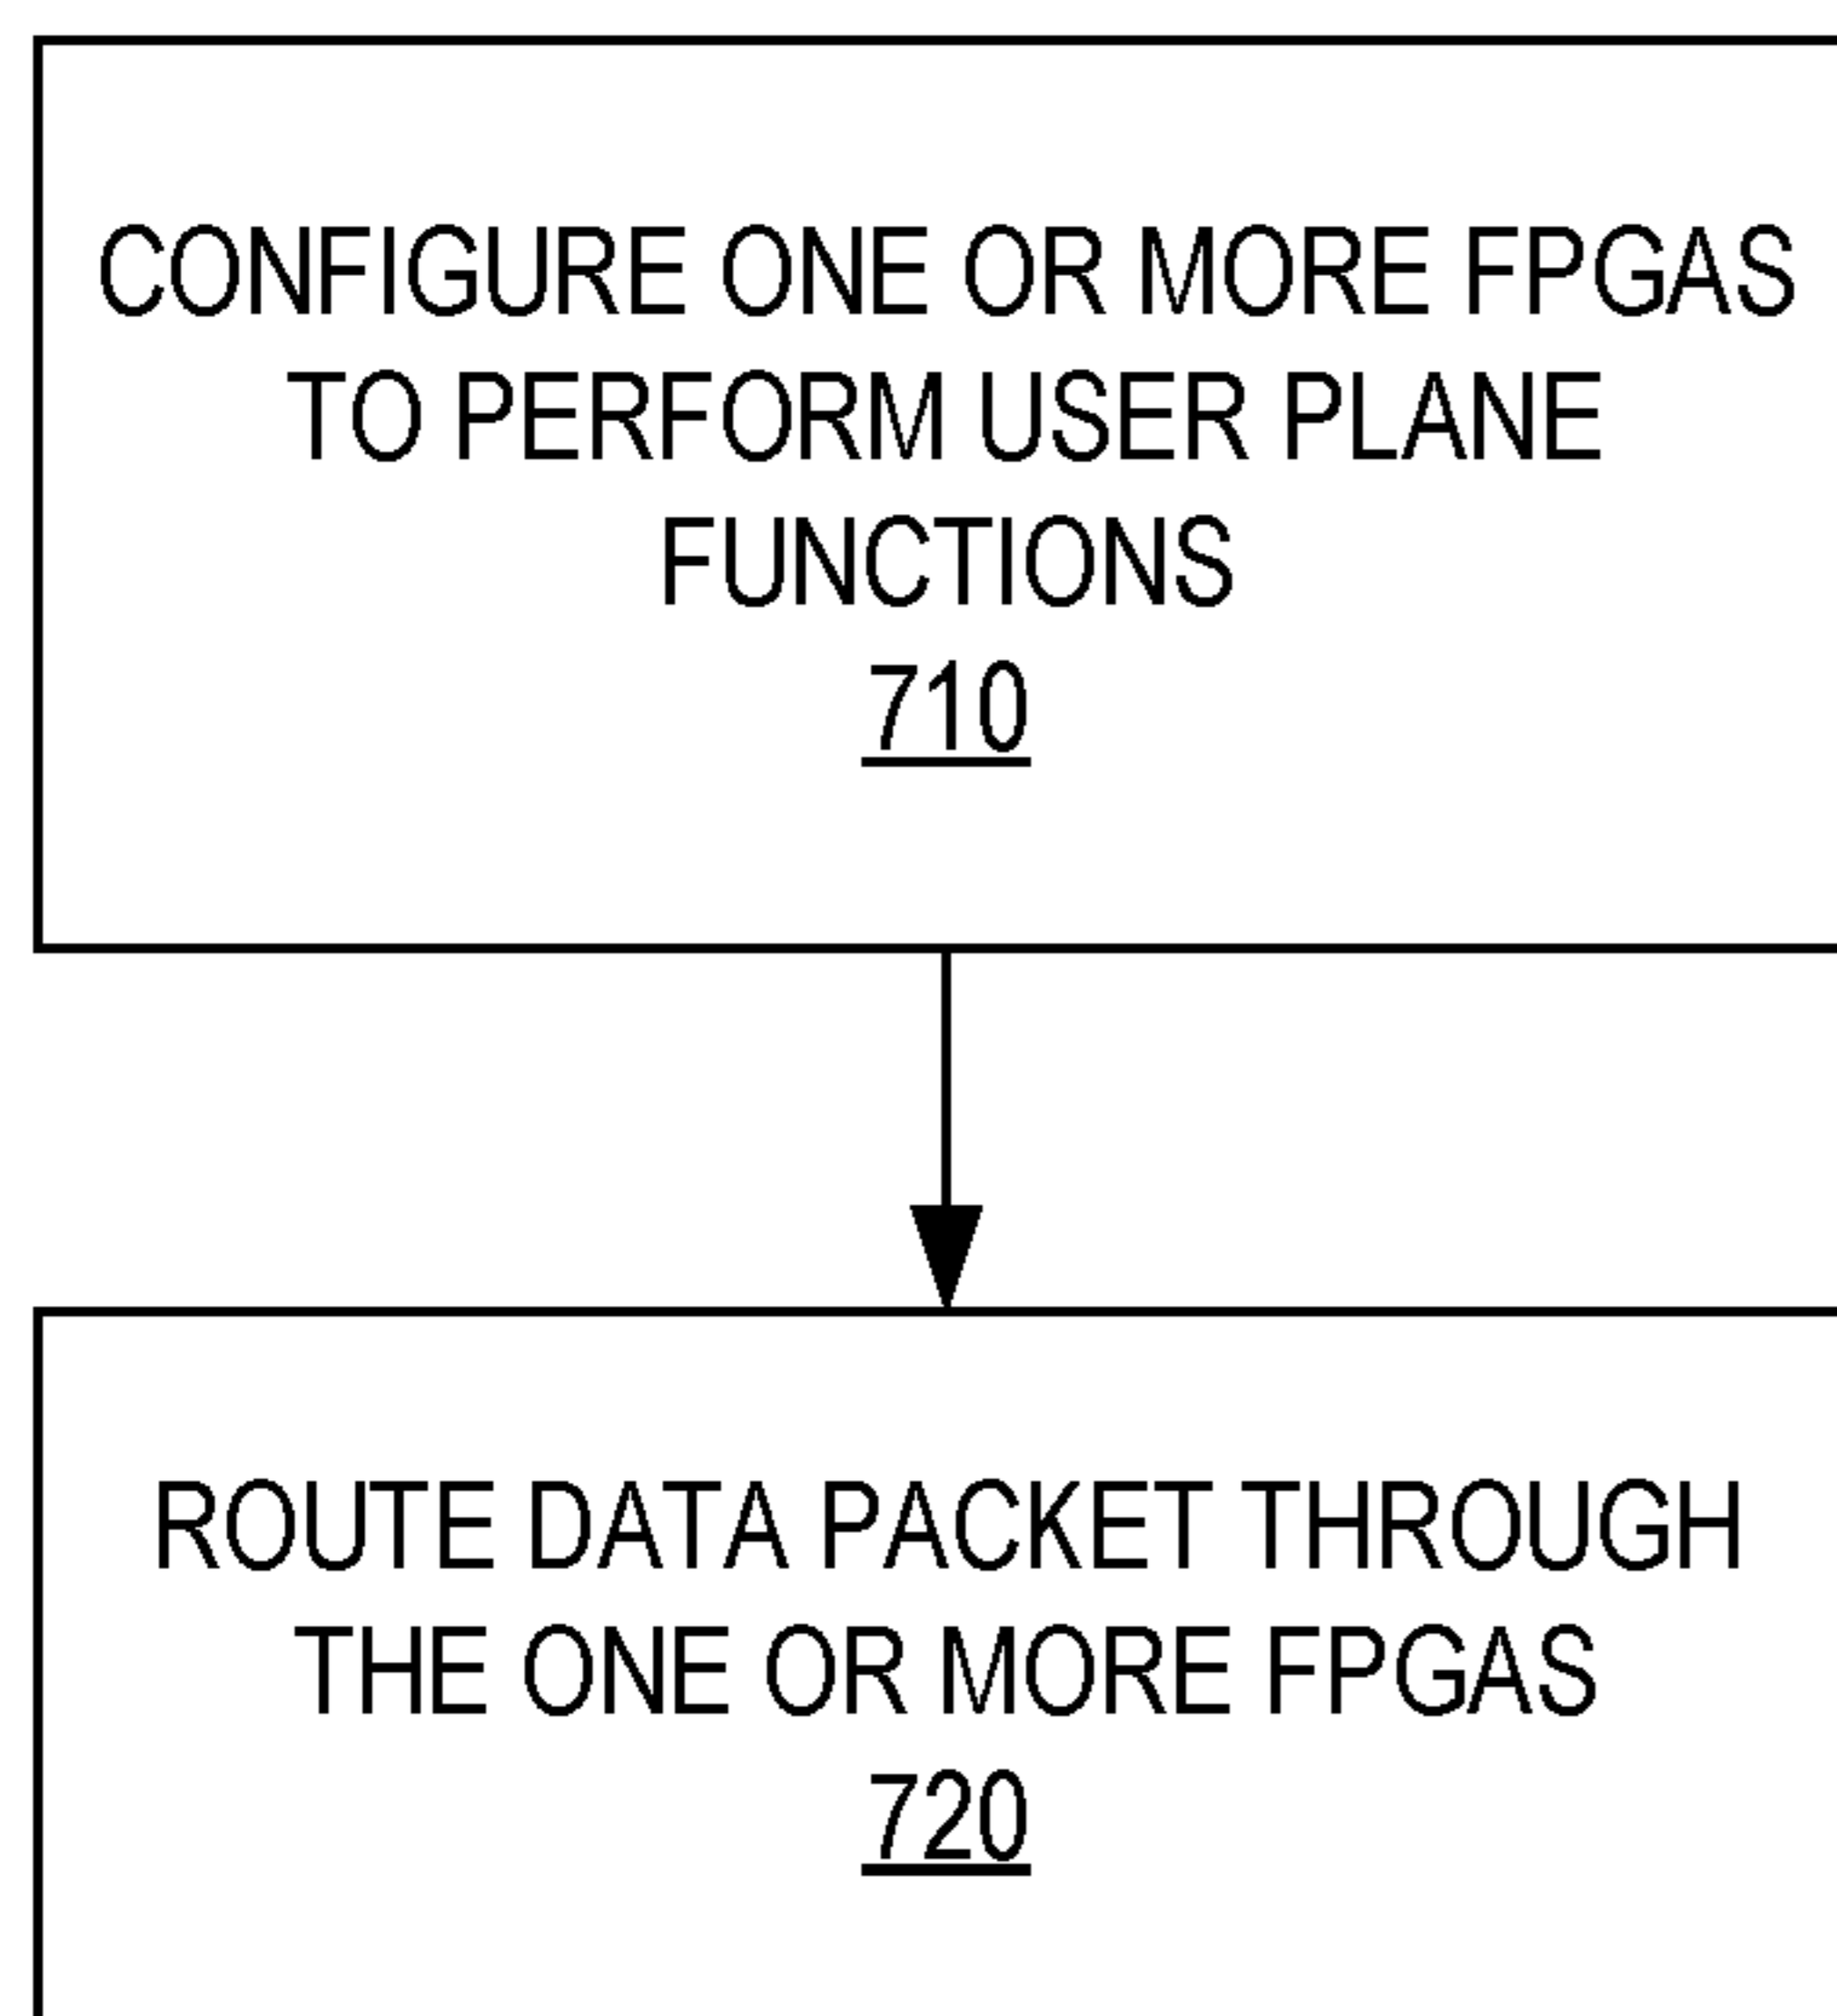 CONFIGURE ONE OR MORE FPGAS
TO PERFORM USER PLANE
FUNCTIONS
710
ROUTE DATA PACKET THROUGH
THE ONE OR MORE FPGAS
720